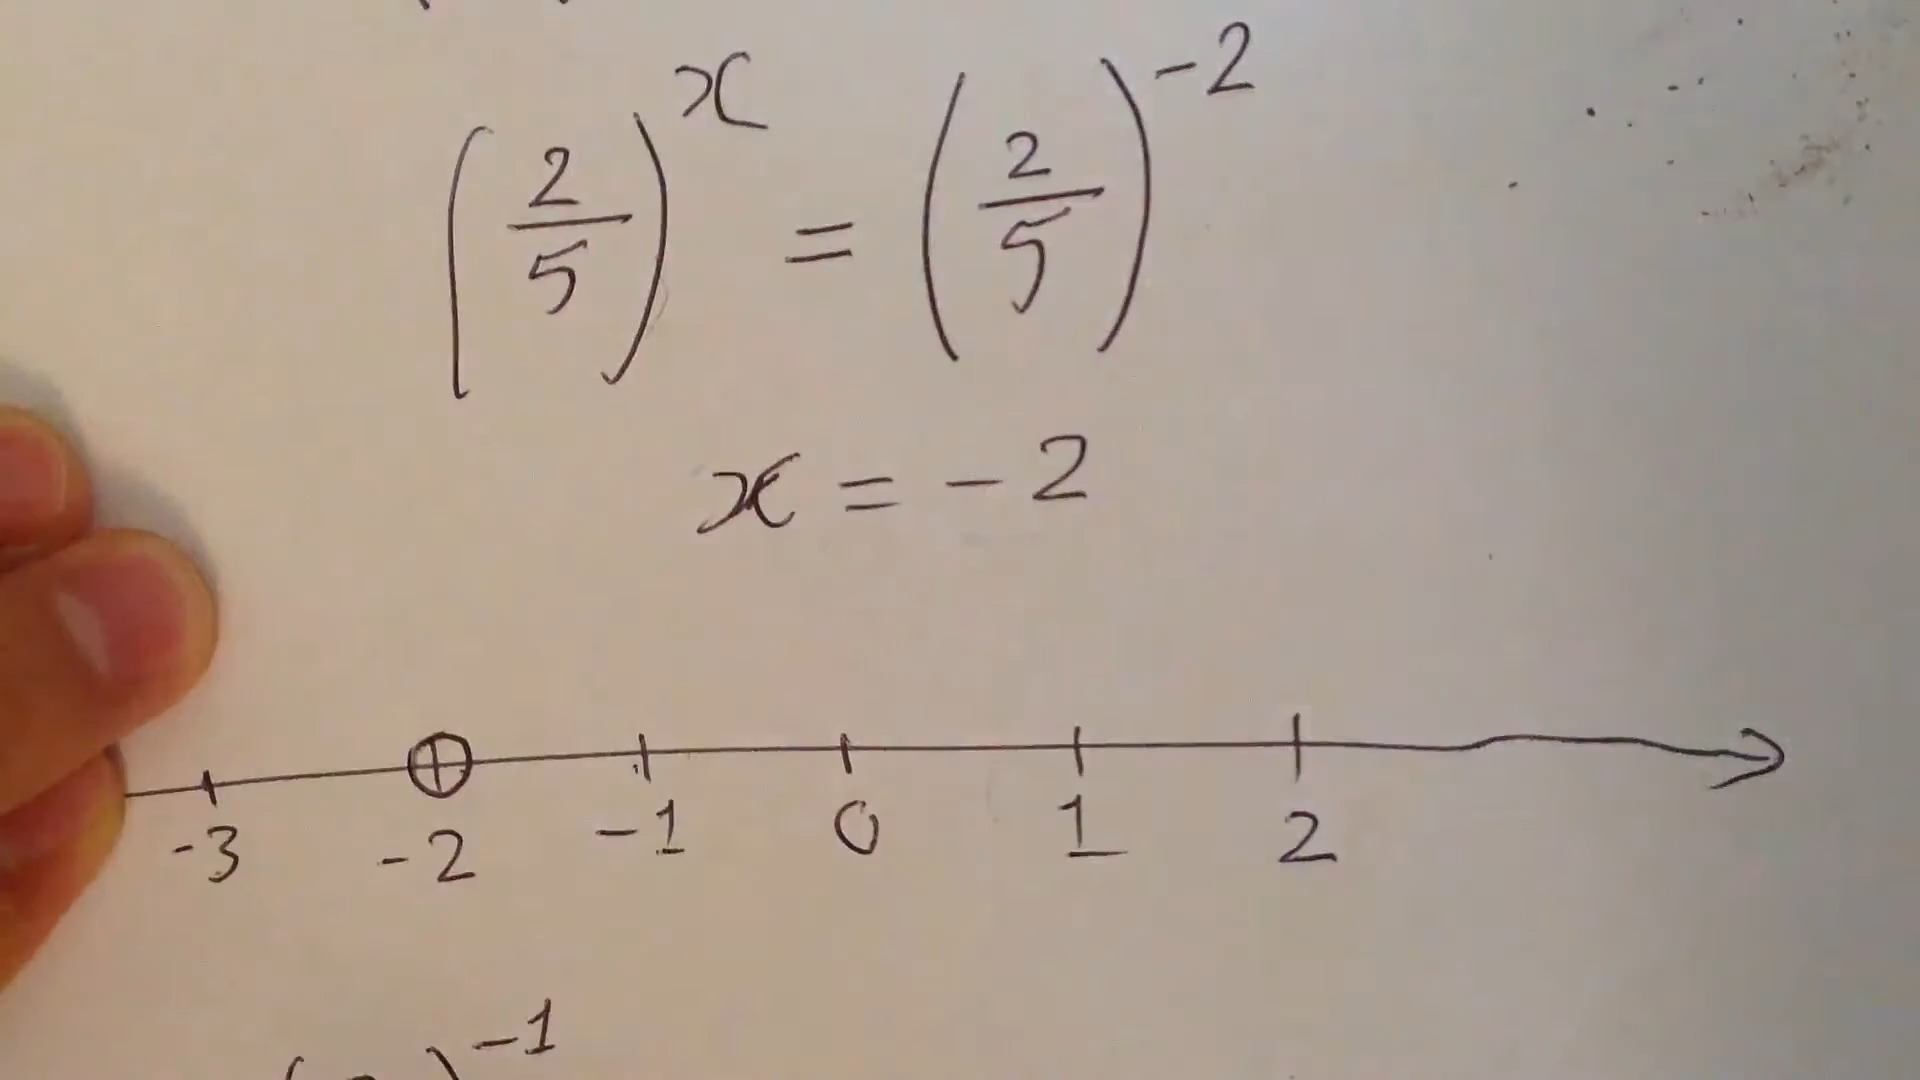 (2/5)^x = (2/5)^-2
x = -2
-3 -2 -1 0 1 2
-1